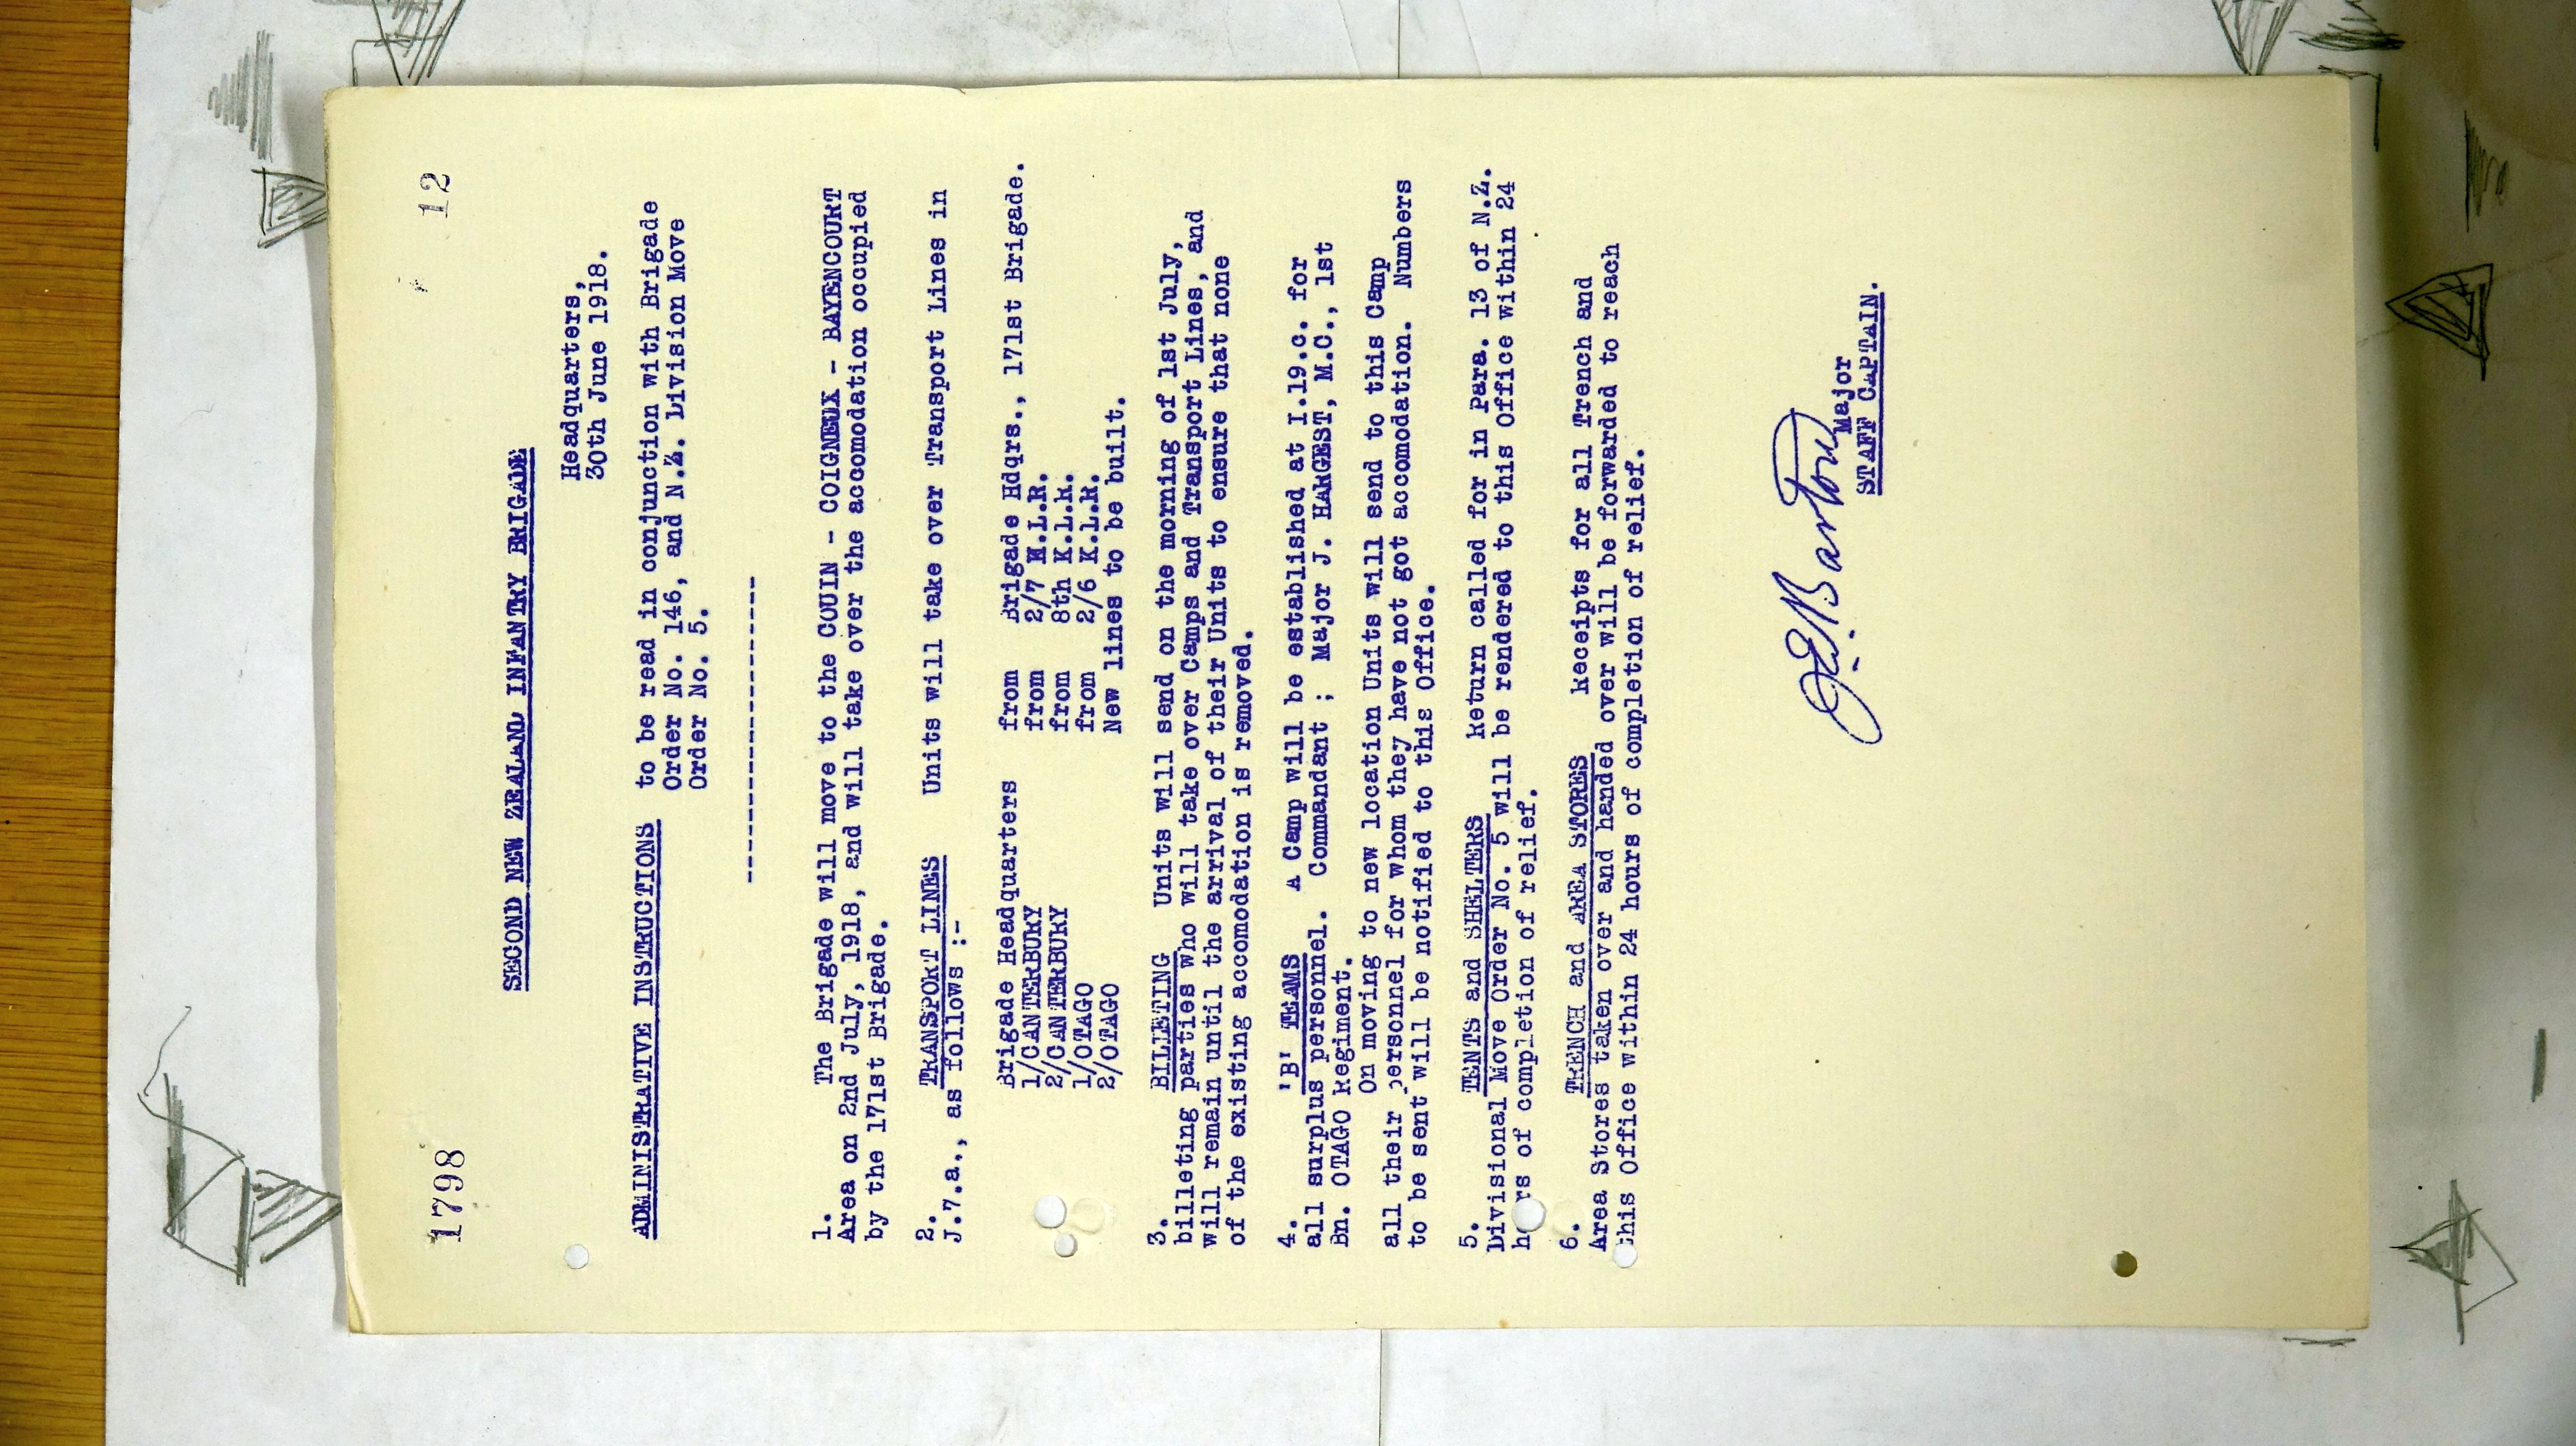 1798 12
SECOND NEW ZEALAND INFANTRY BRIGADE
Headquarters,
30th June 1918.
ADMINISTRATIVE INSTRUCTIONS to be read in conjunction with Brigade
Order No. 146, and N.Z. Division Move
Order No. 5.
-----------------------
1. The Brigade will move to the COUIN - COIGNEUX - BAYENCOURT
Area on 2nd July, 1918, and will take over the accomodation occupied
by the 171st Brigade.
2. TRANSPORT LINES Units will take over Transport Lines in
J.7.a., as follows :-
Brigade Headquarters from Brigade Hdqrs., 171st Brigade.
1/CANTERBURY from 2/7 K.L.R.
2/CANTERBURY from 8th K.L.R.
1/OTAGO from 2/6 K.L.R.
2/OTAGO New lines to be built.
3. BILLETING Units will send on the morning of 1st July,
billeting parties who will take over Camps and Transport Lines, and
will remain until the arrival of their Units to ensure that none
of the existing accomodation is removed.
4. 'B' TEAMS A Camp will be established at I.19.c. for
all surplus personnel. Commandant ; Major J. HARGEST, M.C., 1st
Bn. OTAGO Regiment.
On moving to new location Units will send to this Camp
all their personnel for whom they have not got accomodation. Numbers
to be sent will be notified to this Office.
5. TENTS and SHELTERS Return called for in Para. 13 of N.Z.
Divisional Move Order No. 5 will be rendered to this Office within 24
hours of completion of relief.
6. TRENCH and AREA STORES Receipts for all Trench and
Area Stores taken over and handed over will be forwarded to reach
this Office within 24 hours of completion of relief.
J.E. Barton
Major
STAFF CAPTAIN.